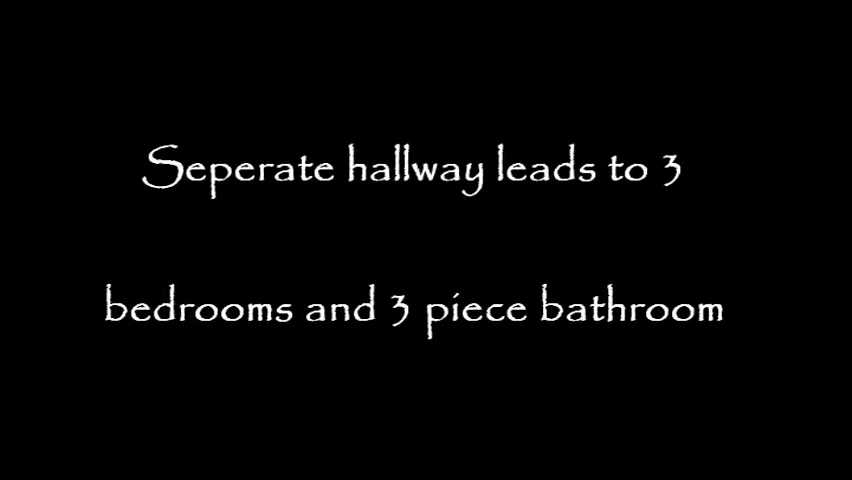 Seperate hallway leads to 3
bedrooms and 3 piece bathroom